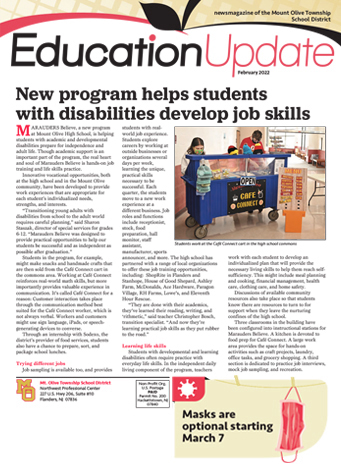 newsmagazine of the Mount Olive Township
School District
Education Update
February 2022
New program helps students
with disabilities develop job skills
MARAUDERS Believe, a new program
at Mount Olive High School, is helping
students with academic and developmental
disabilities prepare for independence and
adult life. Though academic support is an
important part of the program, the real heart
and soul of Marauders Believe is hands-on job
training and life skills practice.
Innovative vocational opportunities, both
at the high school and in the Mount Olive
community, have been developed to provide
work experiences that are appropriate for
each student's individualized needs,
strengths, and interests.
"Transitioning young adults with
disabilities from school to the adult world
requires careful planning," said Sharon
Staszak, director of special services for grades
6-12. "Marauders Believe was designed to
provide practical opportunities to help our
students be successful and as independent as
possible after graduation."
Students in the program, for example,
might make snacks and handmade crafts that
are then sold from the Café Connect cart in
the commons area. Working at Café Connect
reinforces real-world math skills, but more
importantly provides valuable experience in
communication. It's called Café Connect for a
reason: Customer interaction takes place
through the communication method best
suited for the Café Connect worker, which is
not always verbal. Workers and customers
might use sign language, iPads, or speech-
generating devices to converse.
Through an internship with Sodexo, the
district's provider of food services, students
also have a chance to prepare, sort, and
package school lunches.
Trying different jobs
Job sampling is available too, and provides
students with real-
world job experience.
Students explore
careers by working at
outside businesses or
organizations several
days per week,
learning the unique,
practical skills
necessary to be
successful. Each
quarter, the students
moves to a new work
experience at a
different business. Job
roles and functions
include receptionist,
stock, food
preparation, hall
monitor, staff
assistant,
manufacturer, sports
announcer, and more. The high school has
partnered with a range of local organizations
to offer these job training opportunities,
including: ShopRite in Flanders and
Stanhope, House of Good Shepard, Ashley
Farm, McDonalds, Ace Hardware, Paragon
Village, Hill Farms, Lowe's, and Eleventh
Hour Rescue.
"They are done with their academics,
they've learned their reading, writing, and
'rithmetic," said teacher Christopher Bosch,
transition specialist. "And now they're
learning practical job skills as they put rubber
to the road."
Learning life skills
Students with developmental and learning
disabilities often require practice with
everyday life skills. In the independent daily
living component of the program, teachers
OPEN
CAFÉ
CONNECT
Students work at the Café Connect cart in the high school commons
work with each student to develop an
individualized plan that will provide the
necessary living skills to help them reach self-
sufficiency. This might include meal planning
and cooking, financial management, health
care, clothing care, and home safety.
Discussions of available community
resources also take place so that students
know there are resources to turn to for
support when they leave the nurturing
confines of the high school.
Three classrooms in the building have
been configured into instructional stations for
Marauders Believe. A kitchen is devoted to
food prep for Café Connect. A large work
area provides the space for hands-on
activities such as craft projects, laundry,
office tasks, and grocery shopping. A third
section is dedicated to practice job interviews,
mock job sampling, and recreation.
Mt. Olive Township School District
Northwest Professional Center
227 U.S. Hwy 206, Suite #10
Flanders, NJ 07836
Non Profit Org.
U.S. Postage
PAID
Permit No. 200
Hackettstown, NJ
07840
Masks are
optional starting
March 7